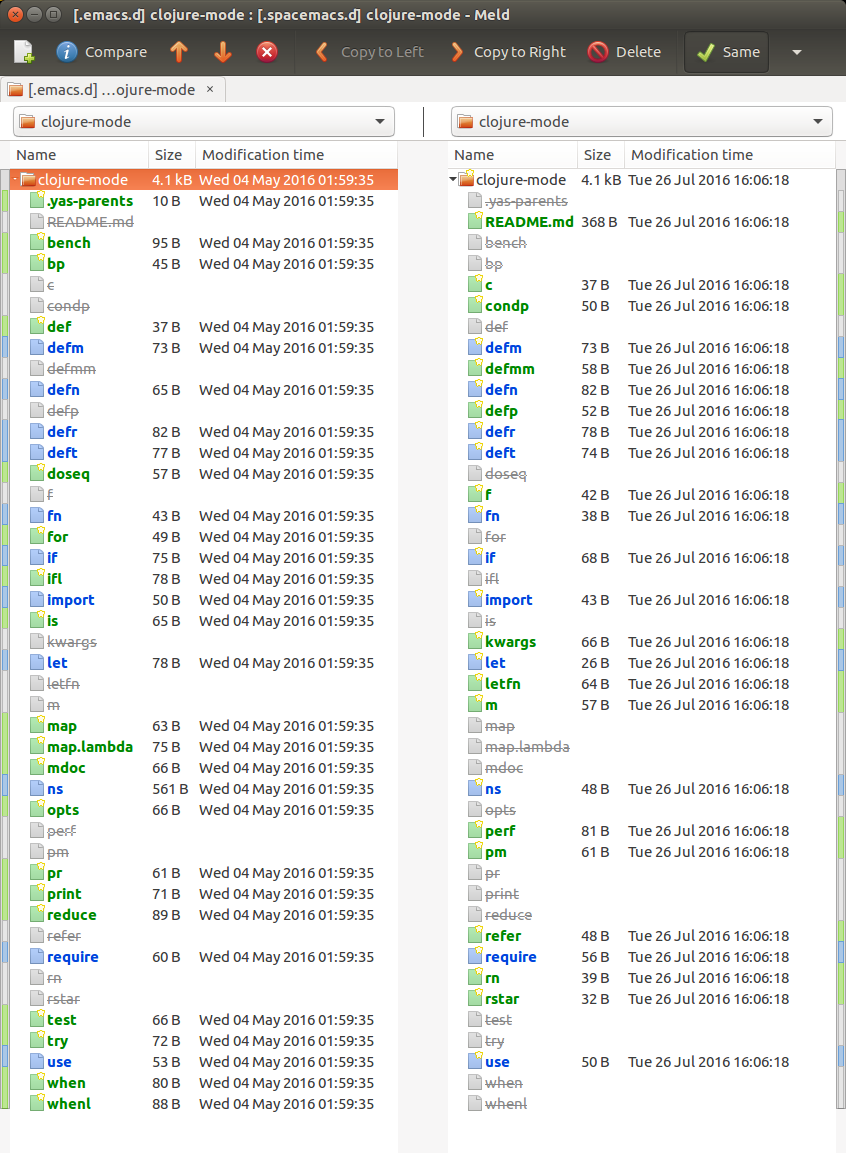 [.emacs.d] clojure-mode : [.spacemacs.d] clojure-mode - Meld
Compare Copy to Left Copy to Right Delete Same
[.emacs.d] ...ojure-mode ×
clojure-mode clojure-mode
Name Size Modification time Name Size Modification time
clojure-mode 4.1 kB Wed 04 May 2016 01:59:35 clojure-mode 4.1 kB Tue 26 Jul 2016 16:06:18
.yas-parents 10 B Wed 04 May 2016 01:59:35 .yas-parents
README.md README.md 368 B Tue 26 Jul 2016 16:06:18
bench 95 B Wed 04 May 2016 01:59:35 bench
bp 45 B Wed 04 May 2016 01:59:35 bp
c c 37 B Tue 26 Jul 2016 16:06:18
condp condp 50 B Tue 26 Jul 2016 16:06:18
def 37 B Wed 04 May 2016 01:59:35 def
defm 73 B Wed 04 May 2016 01:59:35 defm 73 B Tue 26 Jul 2016 16:06:18
defmm defmm 58 B Tue 26 Jul 2016 16:06:18
defn 65 B Wed 04 May 2016 01:59:35 defn 82 B Tue 26 Jul 2016 16:06:18
defp defp 52 B Tue 26 Jul 2016 16:06:18
defr 82 B Wed 04 May 2016 01:59:35 defr 78 B Tue 26 Jul 2016 16:06:18
deft 77 B Wed 04 May 2016 01:59:35 deft 74 B Tue 26 Jul 2016 16:06:18
doseq 57 B Wed 04 May 2016 01:59:35 doseq
f f 42 B Tue 26 Jul 2016 16:06:18
fn 43 B Wed 04 May 2016 01:59:35 fn 38 B Tue 26 Jul 2016 16:06:18
for 49 B Wed 04 May 2016 01:59:35 for
if 75 B Wed 04 May 2016 01:59:35 if 68 B Tue 26 Jul 2016 16:06:18
ifl 78 B Wed 04 May 2016 01:59:35 ifl
import 50 B Wed 04 May 2016 01:59:35 import 43 B Tue 26 Jul 2016 16:06:18
is 65 B Wed 04 May 2016 01:59:35 is
kwargs kwargs 66 B Tue 26 Jul 2016 16:06:18
let 78 B Wed 04 May 2016 01:59:35 let 26 B Tue 26 Jul 2016 16:06:18
letfn letfn 64 B Tue 26 Jul 2016 16:06:18
m m 57 B Tue 26 Jul 2016 16:06:18
map 63 B Wed 04 May 2016 01:59:35 map
map.lambda 75 B Wed 04 May 2016 01:59:35 map.lambda
mdoc 66 B Wed 04 May 2016 01:59:35 mdoc
ns 561 B Wed 04 May 2016 01:59:35 ns 48 B Tue 26 Jul 2016 16:06:18
opts 66 B Wed 04 May 2016 01:59:35 opts
perf perf 81 B Tue 26 Jul 2016 16:06:18
pm pm 61 B Tue 26 Jul 2016 16:06:18
pr 61 B Wed 04 May 2016 01:59:35 pr
print 71 B Wed 04 May 2016 01:59:35 print
reduce 89 B Wed 04 May 2016 01:59:35 reduce
refer refer 48 B Tue 26 Jul 2016 16:06:18
require 60 B Wed 04 May 2016 01:59:35 require 56 B Tue 26 Jul 2016 16:06:18
rn rn 39 B Tue 26 Jul 2016 16:06:18
rstar rstar 32 B Tue 26 Jul 2016 16:06:18
test 66 B Wed 04 May 2016 01:59:35 test
try 72 B Wed 04 May 2016 01:59:35 try
use 53 B Wed 04 May 2016 01:59:35 use 50 B Tue 26 Jul 2016 16:06:18
when 80 B Wed 04 May 2016 01:59:35 when
whenl 88 B Wed 04 May 2016 01:59:35 whenl